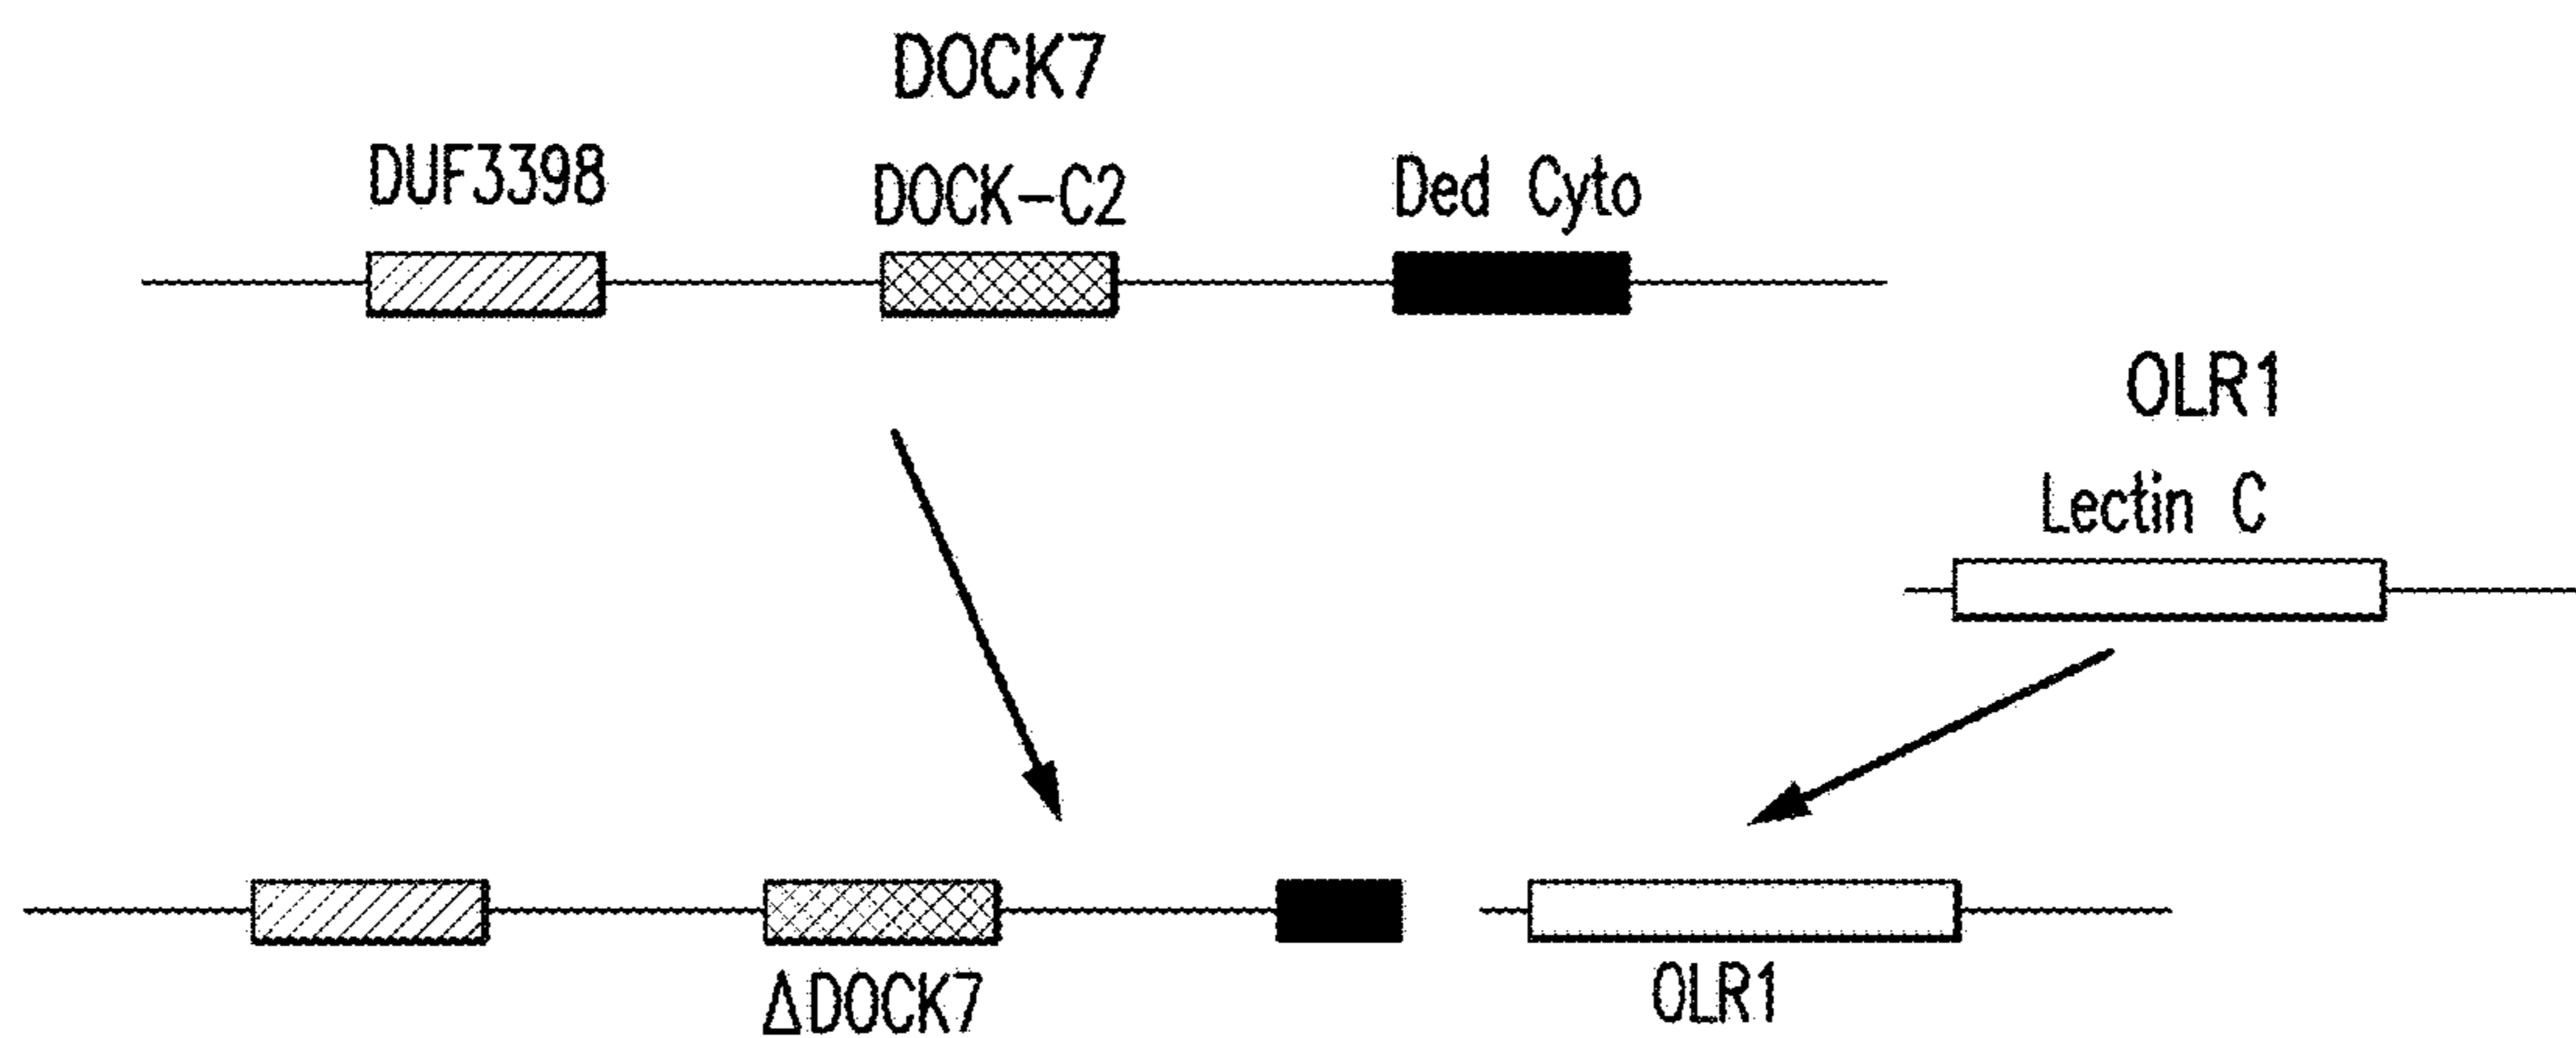 DOCK7
DUF3398
DOCK-C2
Ded Cyto
OLR1
Lectin C
ΔDOCK7
OLR1